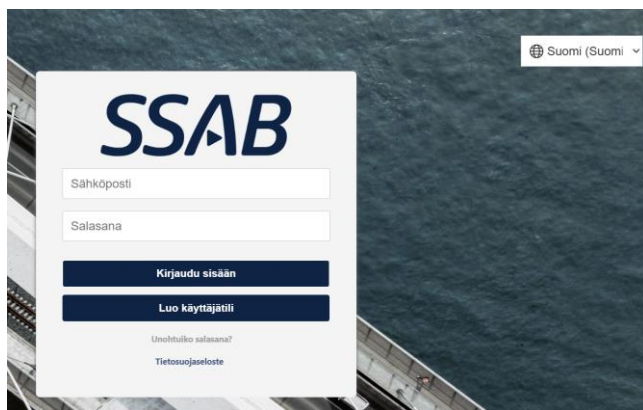 Suomi (Suomi
SSAB
Sähköposti
Salasana
Kirjaudu sisään
Luo käyttäjätili
Unohtuiko salasana?
Tietosuojaseloste